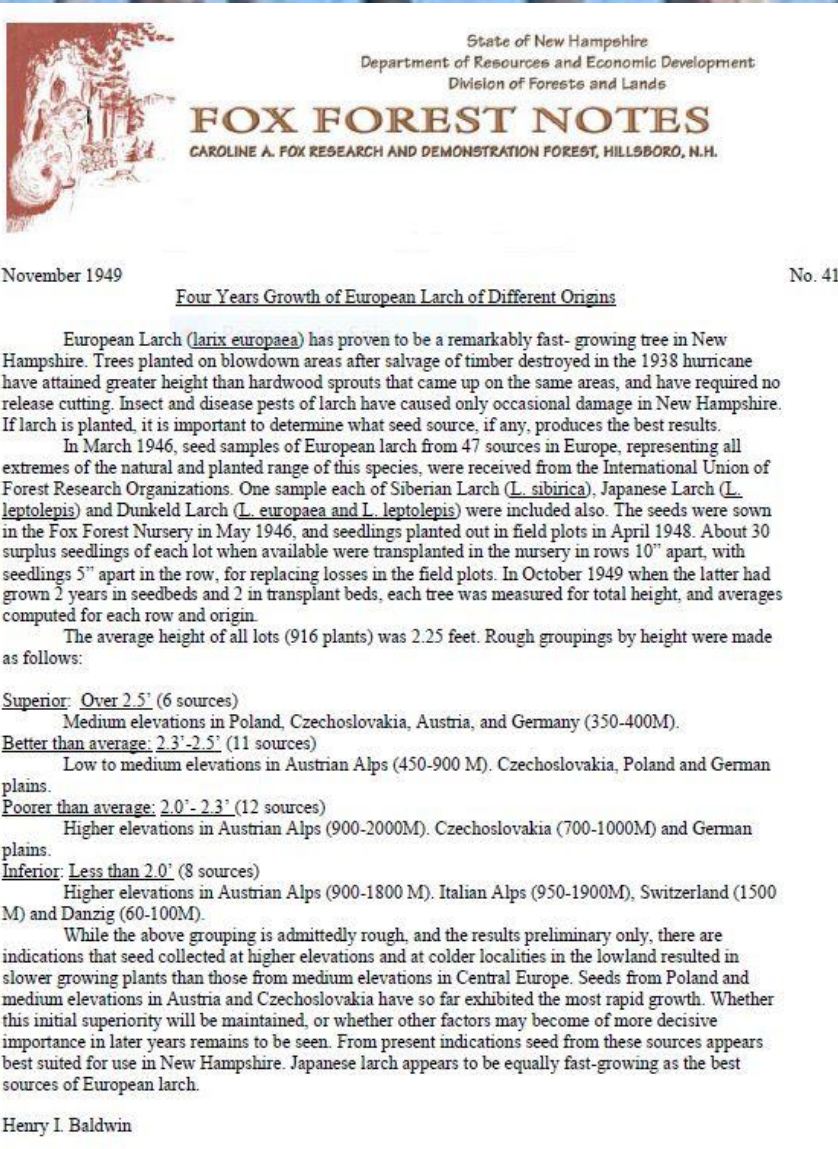 State of New Hampshire
Department of Resources and Economic Development
Division of Forests and Lands
FOX FOREST NOTES
CAROLINE A. FOX RESEARCH AND DEMONSTRATION FOREST, HILLSBORO, N.H.
November 1949 No. 41
Four Years Growth of European Larch of Different Origins
European Larch (larix europaea) has proven to be a remarkably fast- growing tree in New
Hampshire. Trees planted on blowdown areas after salvage of timber destroyed in the 1938 hurricane
have attained greater height than hardwood sprouts that came up on the same areas, and have required no
release cutting. Insect and disease pests of larch have caused only occasional damage in New Hampshire.
If larch is planted, it is important to determine what seed source, if any, produces the best results.
In March 1946, seed samples of European larch from 47 sources in Europe, representing all
extremes of the natural and planted range of this species, were received from the International Union of
Forest Research Organizations. One sample each of Siberian Larch (L. sibirica), Japanese Larch (L.
leptolepis) and Dunkeld Larch (L. europaea and L. leptolepis) were included also. The seeds were sown
in the Fox Forest Nursery in May 1946, and seedlings planted out in field plots in April 1948. About 30
surplus seedlings of each lot when available were transplanted in the nursery in rows 10” apart, with
seedlings 5” apart in the row, for replacing losses in the field plots. In October 1949 when the latter had
grown 2 years in seedbeds and 2 in transplant beds, each tree was measured for total height, and averages
computed for each row and origin.
The average height of all lots (916 plants) was 2.25 feet. Rough groupings by height were made
as follows:
Superior: Over 2.5’ (6 sources)
Medium elevations in Poland, Czechoslovakia, Austria, and Germany (350-400M).
Better than average: 2.3’-2.5’ (11 sources)
Low to medium elevations in Austrian Alps (450-900 M). Czechoslovakia, Poland and German
plains.
Poorer than average: 2.0’- 2.3’ (12 sources)
Higher elevations in Austrian Alps (900-2000M). Czechoslovakia (700-1000M) and German
plains.
Inferior: Less than 2.0’ (8 sources)
Higher elevations in Austrian Alps (900-1800 M). Italian Alps (950-1900M), Switzerland (1500
M) and Danzig (60-100M).
While the above grouping is admittedly rough, and the results preliminary only, there are
indications that seed collected at higher elevations and at colder localities in the lowland resulted in
slower growing plants than those from medium elevations in Central Europe. Seeds from Poland and
medium elevations in Austria and Czechoslovakia have so far exhibited the most rapid growth. Whether
this initial superiority will be maintained, or whether other factors may become of more decisive
importance in later years remains to be seen. From present indications seed from these sources appears
best suited for use in New Hampshire. Japanese larch appears to be equally fast-growing as the best
sources of European larch.
Henry I. Baldwin